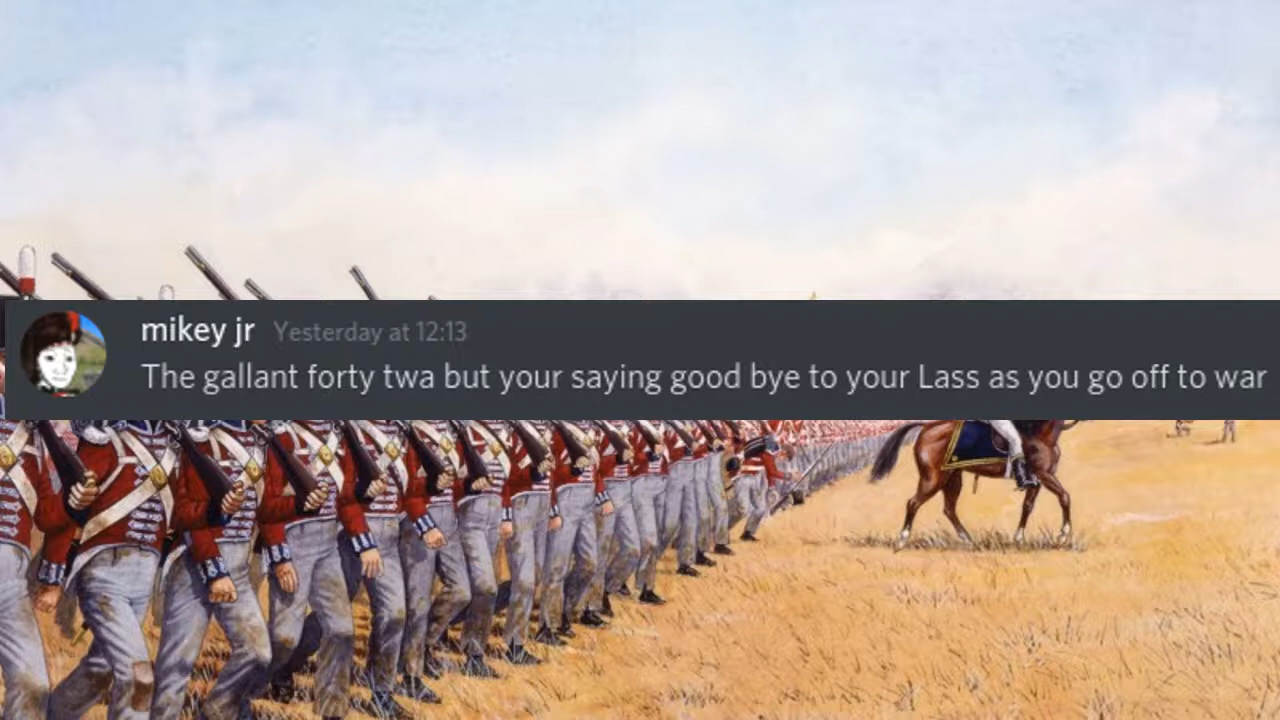 mikey jr Yesterday at 12:13
The gallant forty twa but your saying good bye to your Lass as you go off to war